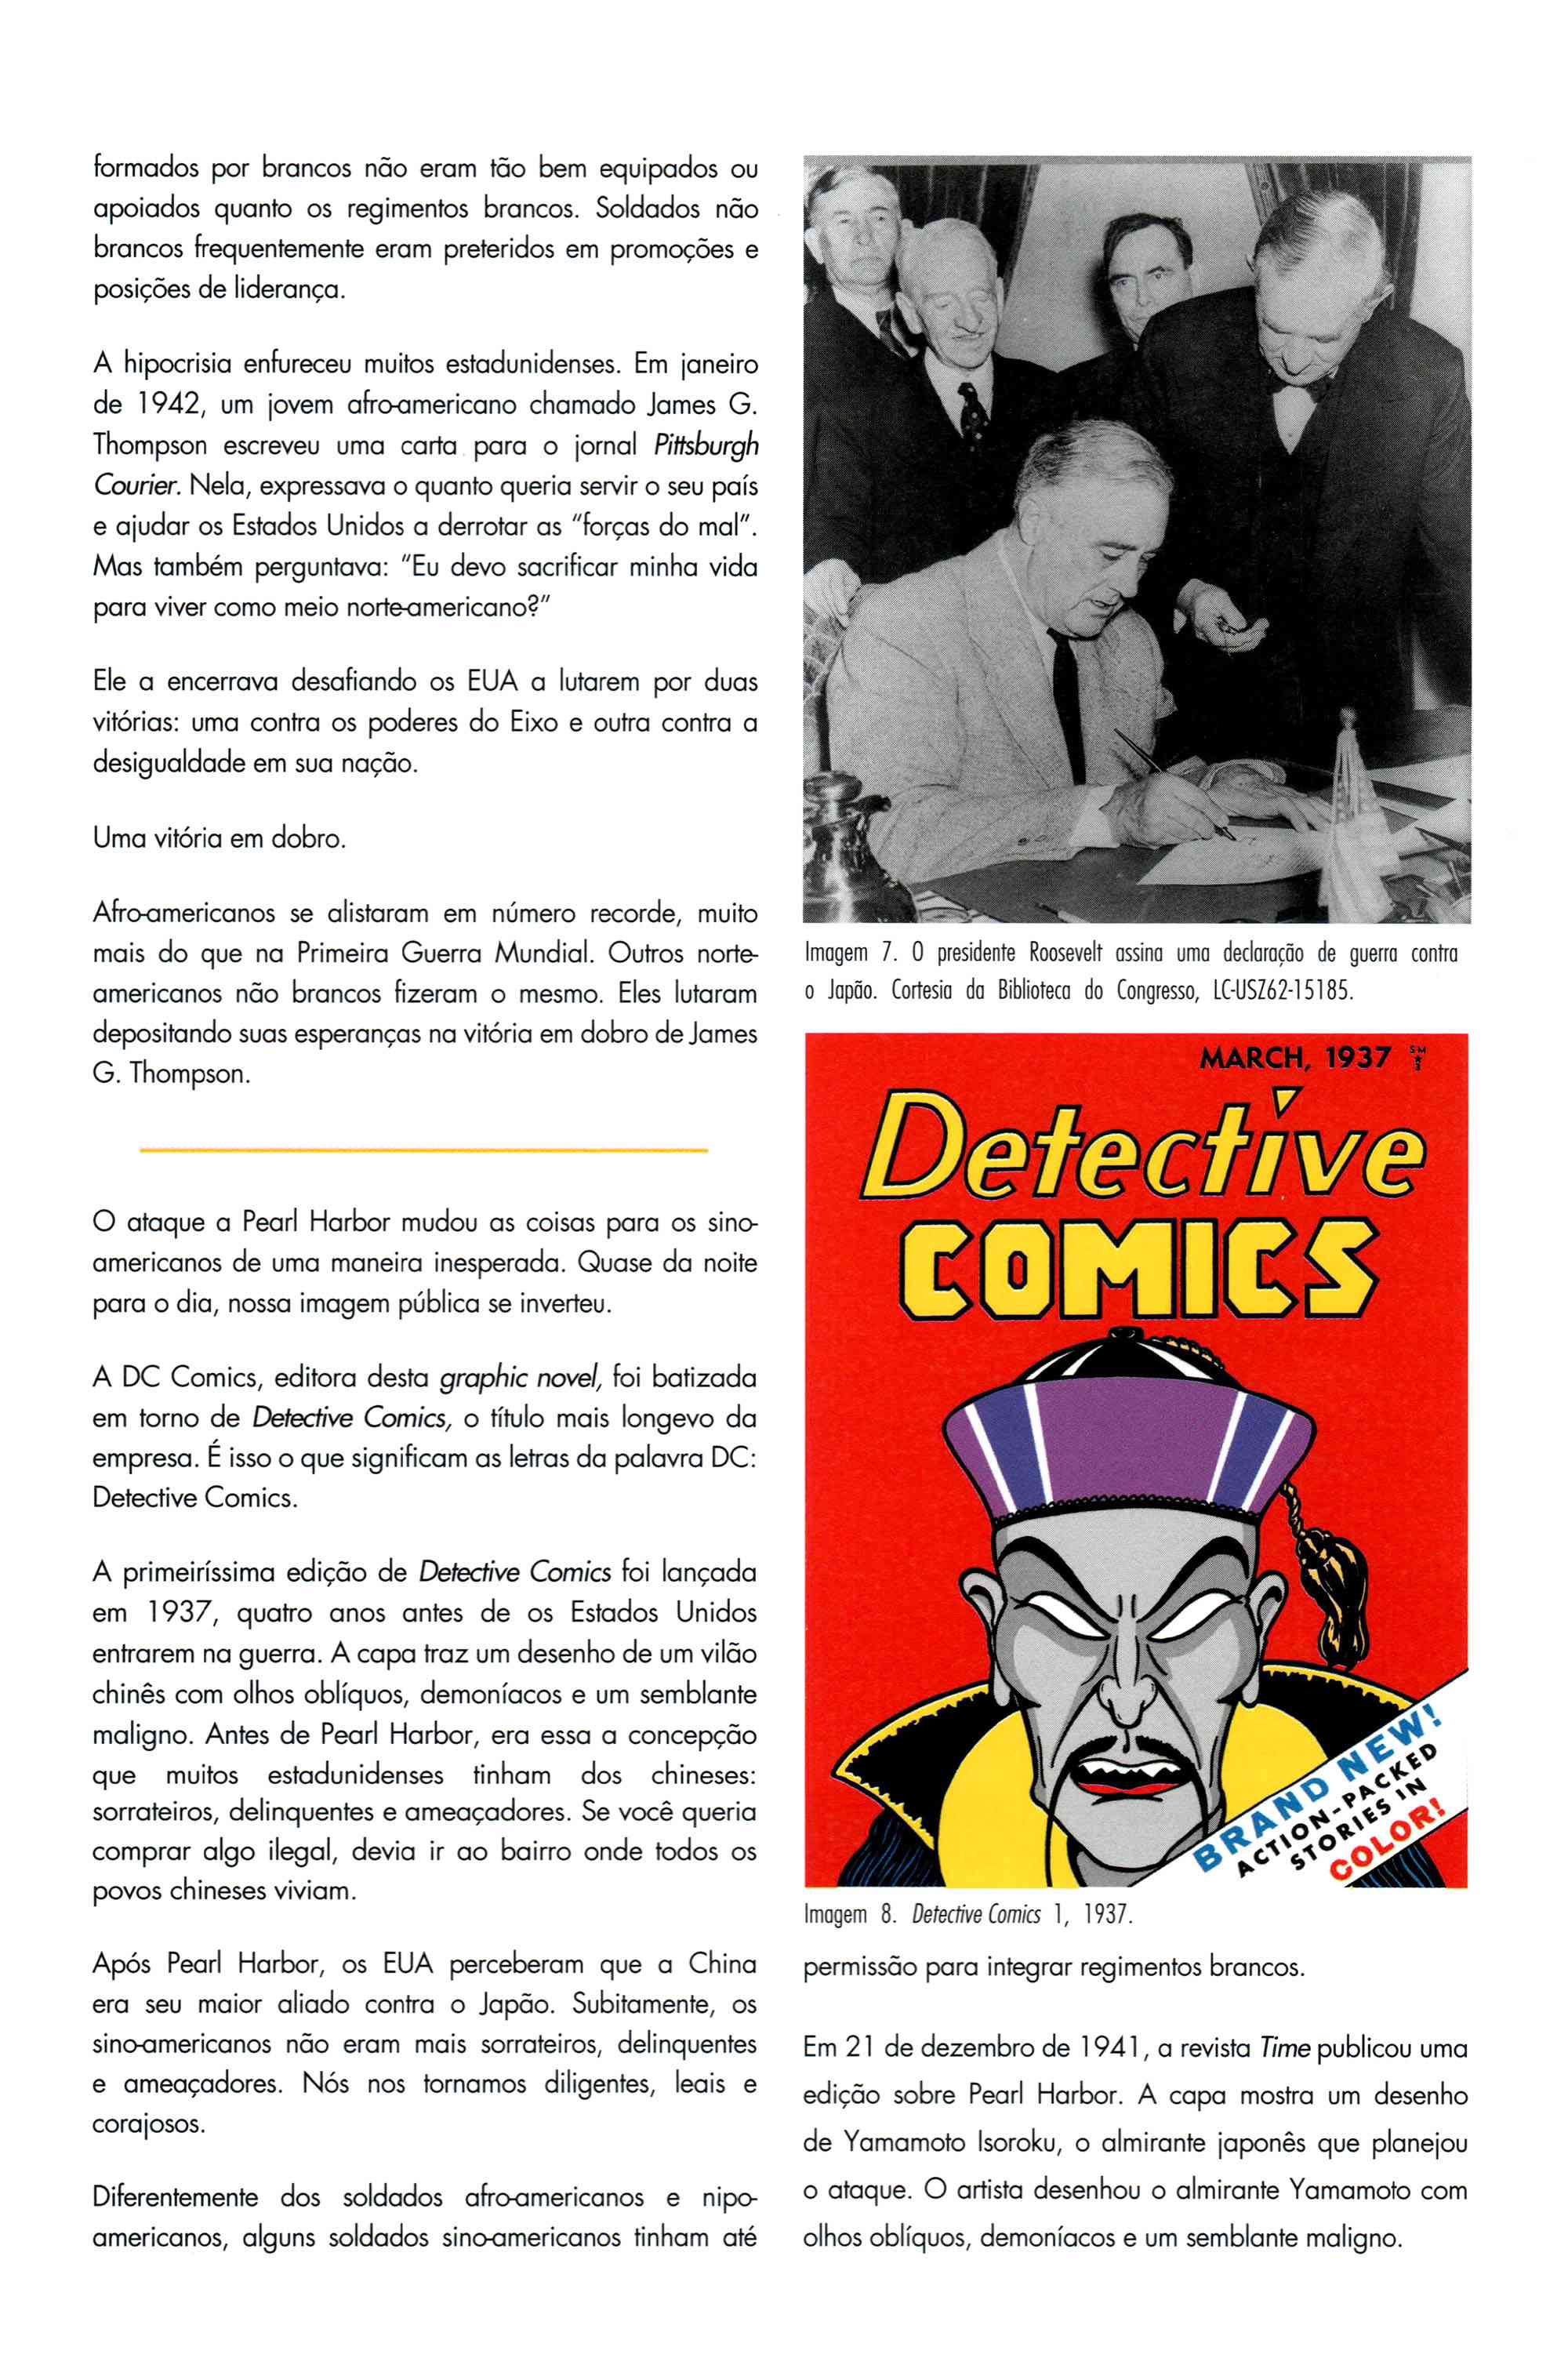 formados por brancos não eram tão bem equipados ou
apoiados quanto os regimentos brancos. Soldados não
brancos frequentemente eram preteridos em promoções e
posições de liderança.
A hipocrisia enfureceu muitos estadunidenses. Em janeiro
de 1942, um jovem afro-americano chamado James G.
Thompson escreveu uma carta para o jornal Pittsburgh
Courier. Nela, expressava o quanto queria servir o seu país
e ajudar os Estados Unidos a derrotar as "forças do mal".
Mas também perguntava: "Eu devo sacrificar minha vida
para viver como meio norte-americano?"
Ele a encerrava desafiando os EUA a lutarem por duas
vitórias: uma contra os poderes do Eixo e outra contra a
desigualdade em sua nação.
Uma vitória em dobro.
Afro-americanos se alistaram em número recorde, muito
mais do que na Primeira Guerra Mundial. Outros norte-
americanos não brancos fizeram o mesmo. Eles lutaram
depositando suas esperanças na vitória em dobro de James
G. Thompson.
O ataque a Pearl Harbor mudou as coisas para os sino-
americanos de uma maneira inesperada. Quase da noite
para o dia, nossa imagem pública se inverteu.
A DC Comics, editora desta graphic novel, foi batizada
em torno de Detective Comics, o título mais longevo da
empresa. É isso o que significam as letras da palavra DC:
Detective Comics.
A primeiríssima edição de Detective Comics foi lançada
em 1937, quatro anos antes de os Estados Unidos
entrarem na guerra. A capa traz um desenho de um vilão
chinês com olhos oblíquos, demoníacos e um semblante
maligno. Antes de Pearl Harbor, era essa a concepção
que muitos estadunidenses tinham dos chineses:
sorrateiros, delinquentes e ameaçadores. Se você queria
comprar algo ilegal, devia ir ao bairro onde todos os
povos chineses viviam.
Após Pearl Harbor, os EUA perceberam que a China
era seu maior aliado contra o Japão. Subitamente, os
sino-americanos não eram mais sorrateiros, delinquentes
e ameaçadores. Nós nos tornamos diligentes, leais e
corajosos.
Diferentemente dos soldados afro-americanos e nipo-
americanos, alguns soldados sino-americanos tinham até
Imagem 7. O presidente Roosevelt assina uma declaração de guerra contra
o Japão. Cortesia da Biblioteca do Congresso, LC-USZ62-15185.
MARCH, 1937
Detective
COMICS
BRAND NEW!
ACTION-PACKED
STORIES IN
COLOR!
Imagem 8. Detective Comics 1, 1937.
permissão para integrar regimentos brancos.
Em 21 de dezembro de 1941, a revista Time publicou uma
edição sobre Pearl Harbor. A capa mostra um desenho
de Yamamoto Isoroku, o almirante japonês que planejou
o ataque. O artista desenhou o almirante Yamamoto com
olhos oblíquos, demoníacos e um semblante maligno.